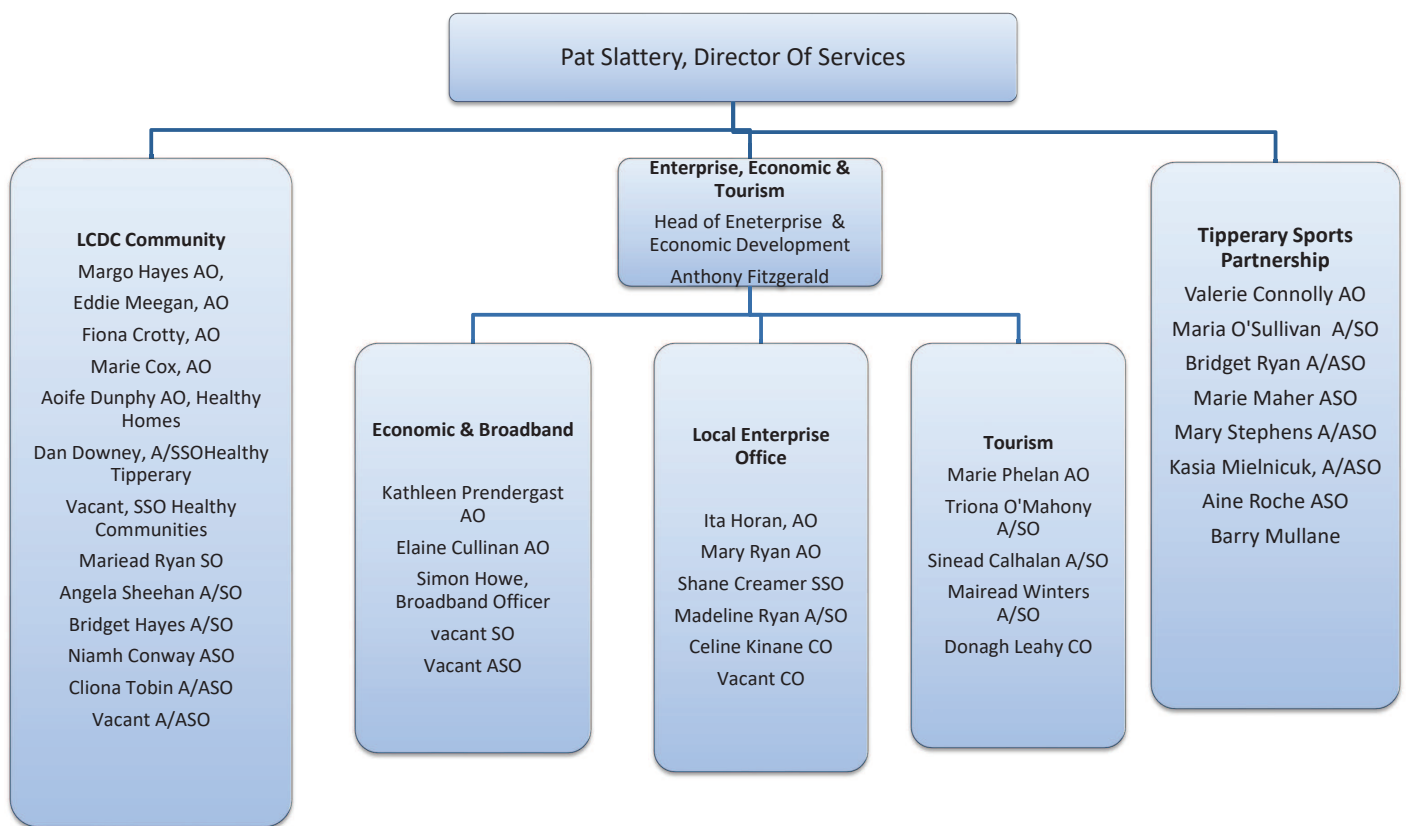 Pat Slattery, Director Of Services
LCDC Community
Margo Hayes AO,
Eddie Meegan, AO
Fiona Crotty, AO
Marie Cox, AO
Aoife Dunphy AO, Healthy
Homes
Dan Downey, A/SSOHealthy
Tipperary
Vacant, SSO Healthy
Communities
Mariead Ryan SO
Angela Sheehan A/SO
Bridget Hayes A/SO
Niamh Conway ASO
Cliona Tobin A/ASO
Vacant A/ASO
Enterprise, Economic &
Tourism
Head of Eneterprise &
Economic Development
Anthony Fitzgerald
Economic & Broadband
Kathleen Prendergast
AO
Elaine Cullinan AO
Simon Howe,
Broadband Officer
vacant SO
Vacant ASO
Local Enterprise
Office
Ita Horan, AO
Mary Ryan AO
Shane Creamer SSO
Madeline Ryan A/SO
Celine Kinane CO
Vacant CO
Tourism
Marie Phelan AO
Triona O'Mahony
A/SO
Sinead Calhalan A/SO
Mairead Winters
A/SO
Donagh Leahy CO
Tipperary Sports
Partnership
Valerie Connolly AO
Maria O'Sullivan A/SO
Bridget Ryan A/ASO
Marie Maher ASO
Mary Stephens A/ASO
Kasia Mielnicuk, A/ASO
Aine Roche ASO
Barry Mullane